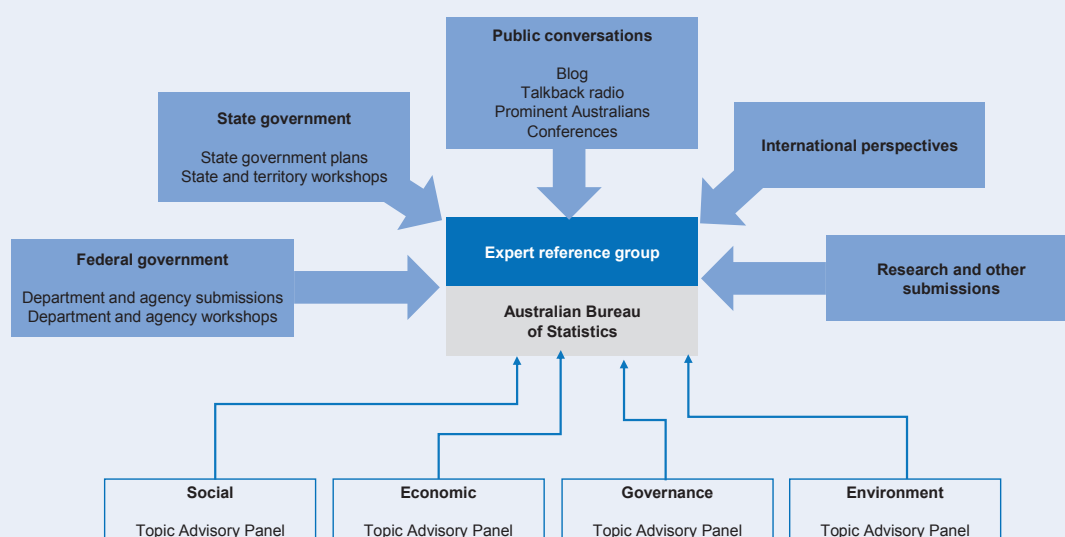 Public conversations
Blog
Talkback radio
Prominent Australians
Conferences
State government
State government plans
State and territory workshops
International perspectives
Federal government
Department and agency submissions
Department and agency workshops
Expert reference group
Australian Bureau
of Statistics
Research and other
submissions
Social
Topic Advisory Panel
Economic
Topic Advisory Panel
Governance
Topic Advisory Panel
Environment
Topic Advisory Panel